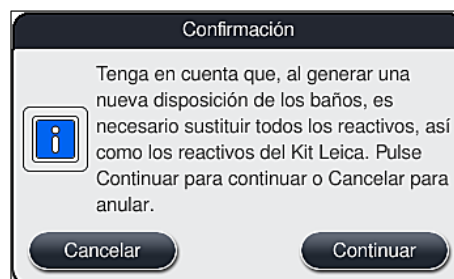 Confirmación
Tenga en cuenta que, al generar una
nueva disposición de los baños, es
necesario sustituir todos los reactivos, así
como los reactivos del Kit Leica. Pulse
Continuar para continuar o Cancelar para
anular.
Cancelar
Continuar